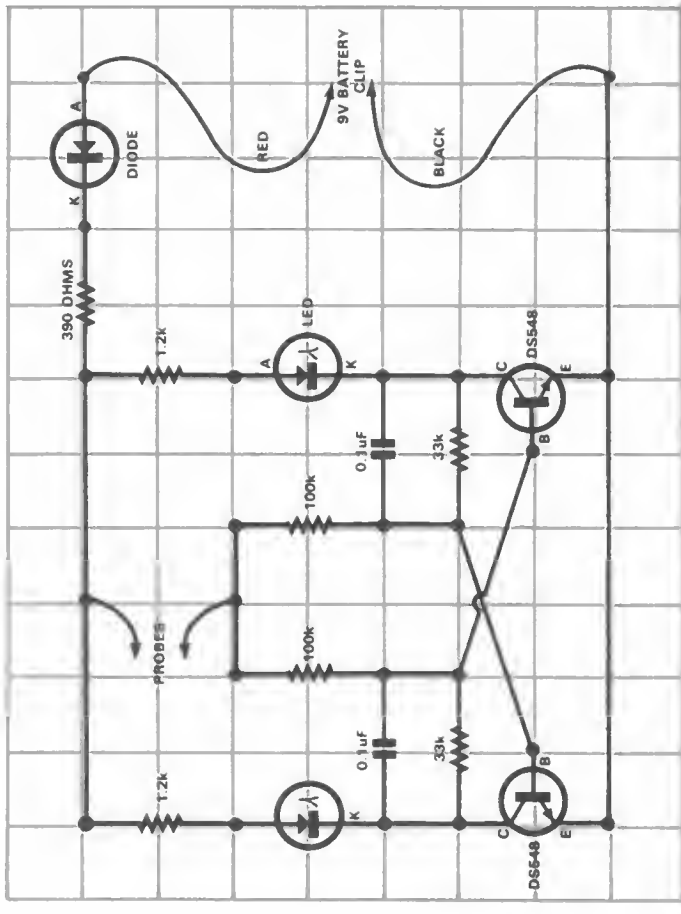 A
DIODE
K
RED
9V BATTERY
CLIP
BLACK
390 OHMS
1.2k
A
LED
K
0.1uF
33k
C
DS548
B
E
100k
PROBES
100k
1.2k
K
0.1uF
33k
C
B
DS548
E